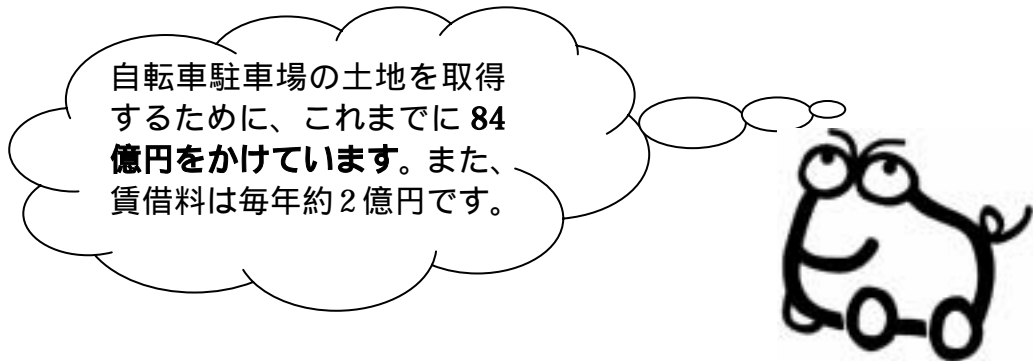 自転車駐車場の土地を取得
するために、これまでに 84
億円をかけています。また、
賃借料は毎年約2億円です。